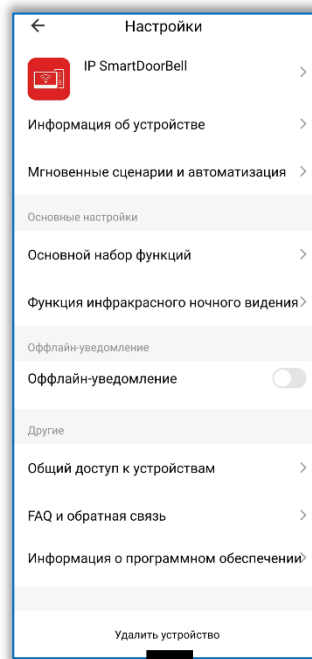 Настройки
IP SmartDoorBell
Информация об устройстве
Мгновенные сценарии и автоматизация
Основные настройки
Основной набор функций
Функция инфракрасного ночного видения
Оффлайн-уведомление
Оффлайн-уведомление
Другие
Общий доступ к устройствам
FAQ и обратная связь
Информация о программном обеспечении
Удалить устройство